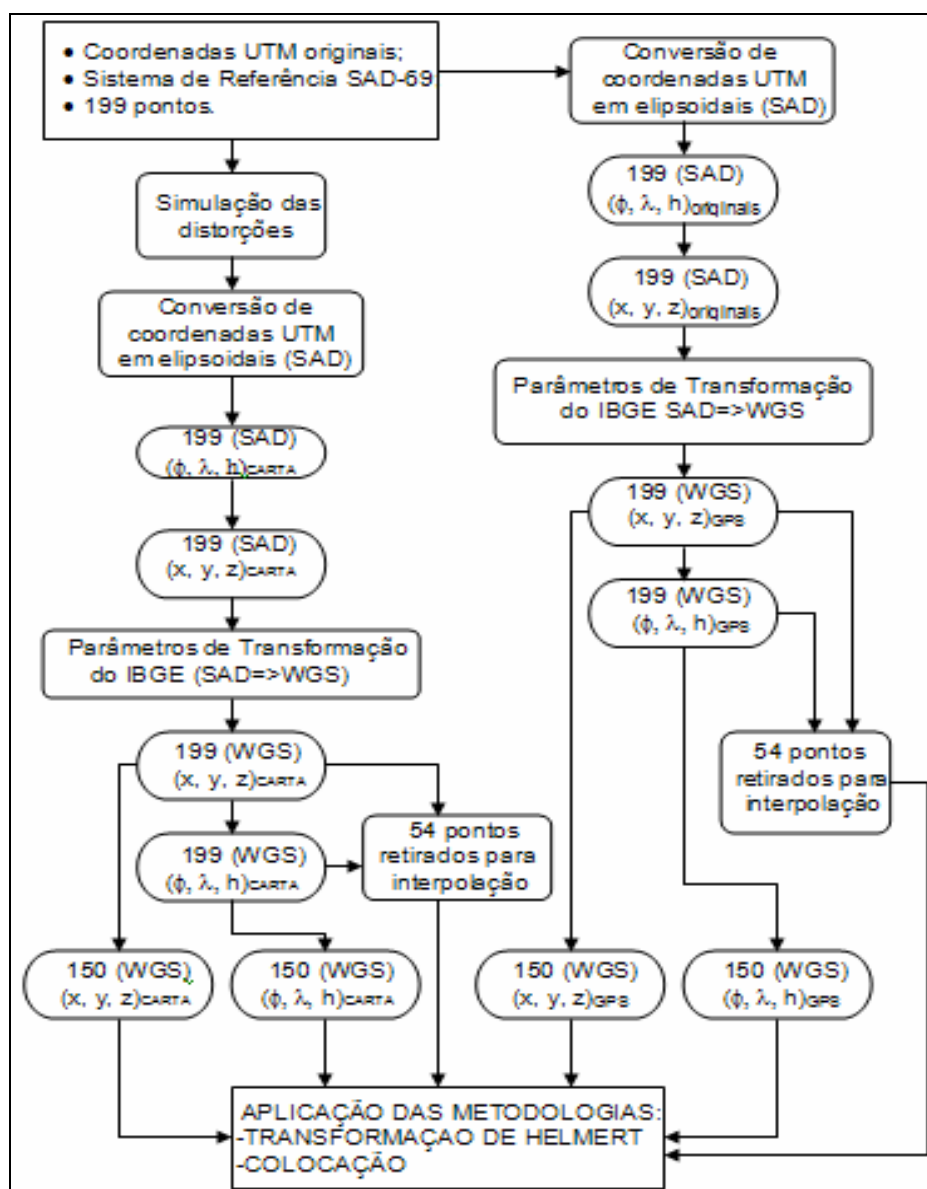 • Coordenadas UTM originais;
• Sistema de Referência SAD-69
• 199 pontos.
Conversão de
coordenadas UTM
em elipsoidais (SAD)
199 (SAD)
(ϕ, λ, h)originais
199 (SAD)
(x, y, z)originais
Parâmetros de Transformação
do IBGE SAD=>WGS
199 (WGS)
(x, y, z)GPS
199 (WGS)
(ϕ, λ, h)GPS
54 pontos
retirados para
interpolação
150 (WGS)
(x, y, z)GPS
150 (WGS)
(ϕ, λ, h)GPS
Simulação das
distorções
Conversão de
coordenadas UTM
em elipsoidais (SAD)
199 (SAD)
(ϕ, λ, h)CARTA
199 (SAD)
(x, y, z)CARTA
Parâmetros de Transformação
do IBGE (SAD=>WGS)
199 (WGS)
(x, y, z)CARTA
199 (WGS)
(ϕ, λ, h)CARTA
54 pontos
retirados para
interpolação
150 (WGS)
(x, y, z)CARTA
150 (WGS)
(ϕ, λ, h)CARTA
APLICAÇÃO DAS METODOLOGIAS:
-TRANSFORMAÇAO DE HELMERT
-COLOCAÇÃO